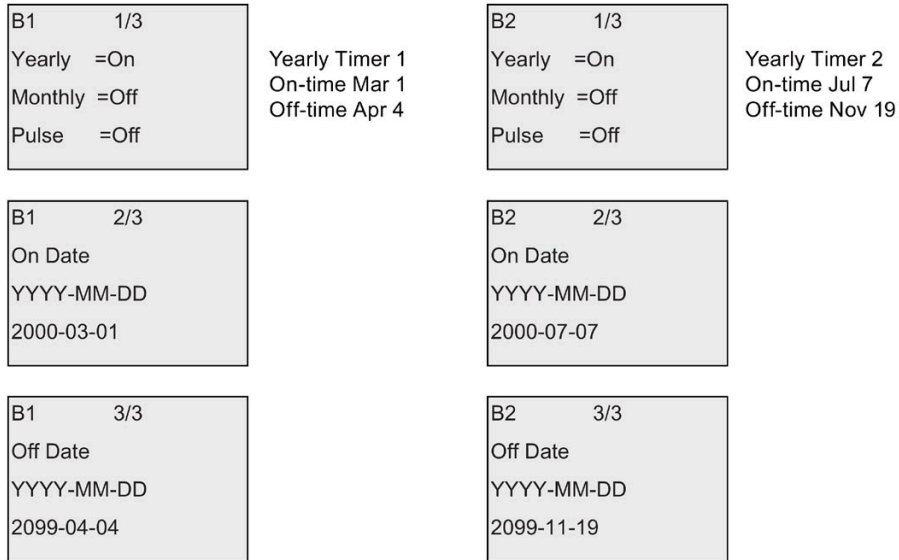 B1 1/3
Yearly =On
Monthly =Off
Pulse =Off
Yearly Timer 1
On-time Mar 1
Off-time Apr 4
B2 1/3
Yearly =On
Monthly =Off
Pulse =Off
Yearly Timer 2
On-time Jul 7
Off-time Nov 19
B1 2/3
On Date
YYYY-MM-DD
2000-03-01
B2 2/3
On Date
YYYY-MM-DD
2000-07-07
B1 3/3
Off Date
YYYY-MM-DD
2099-04-04
B2 3/3
Off Date
YYYY-MM-DD
2099-11-19